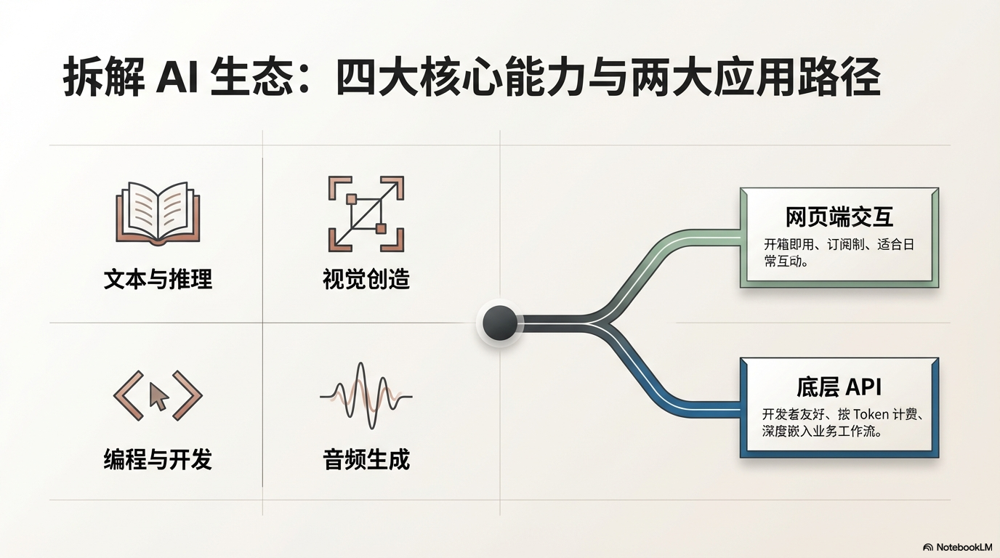 拆解 AI 生态：四大核心能力与两大应用路径
文本与推理
视觉创造
编程与开发
音频生成
网页端交互
开箱即用、订阅制、适合日
常互动。
底层 API
开发者友好、按 Token 计费、
深度嵌入业务工作流。
NotebookLM